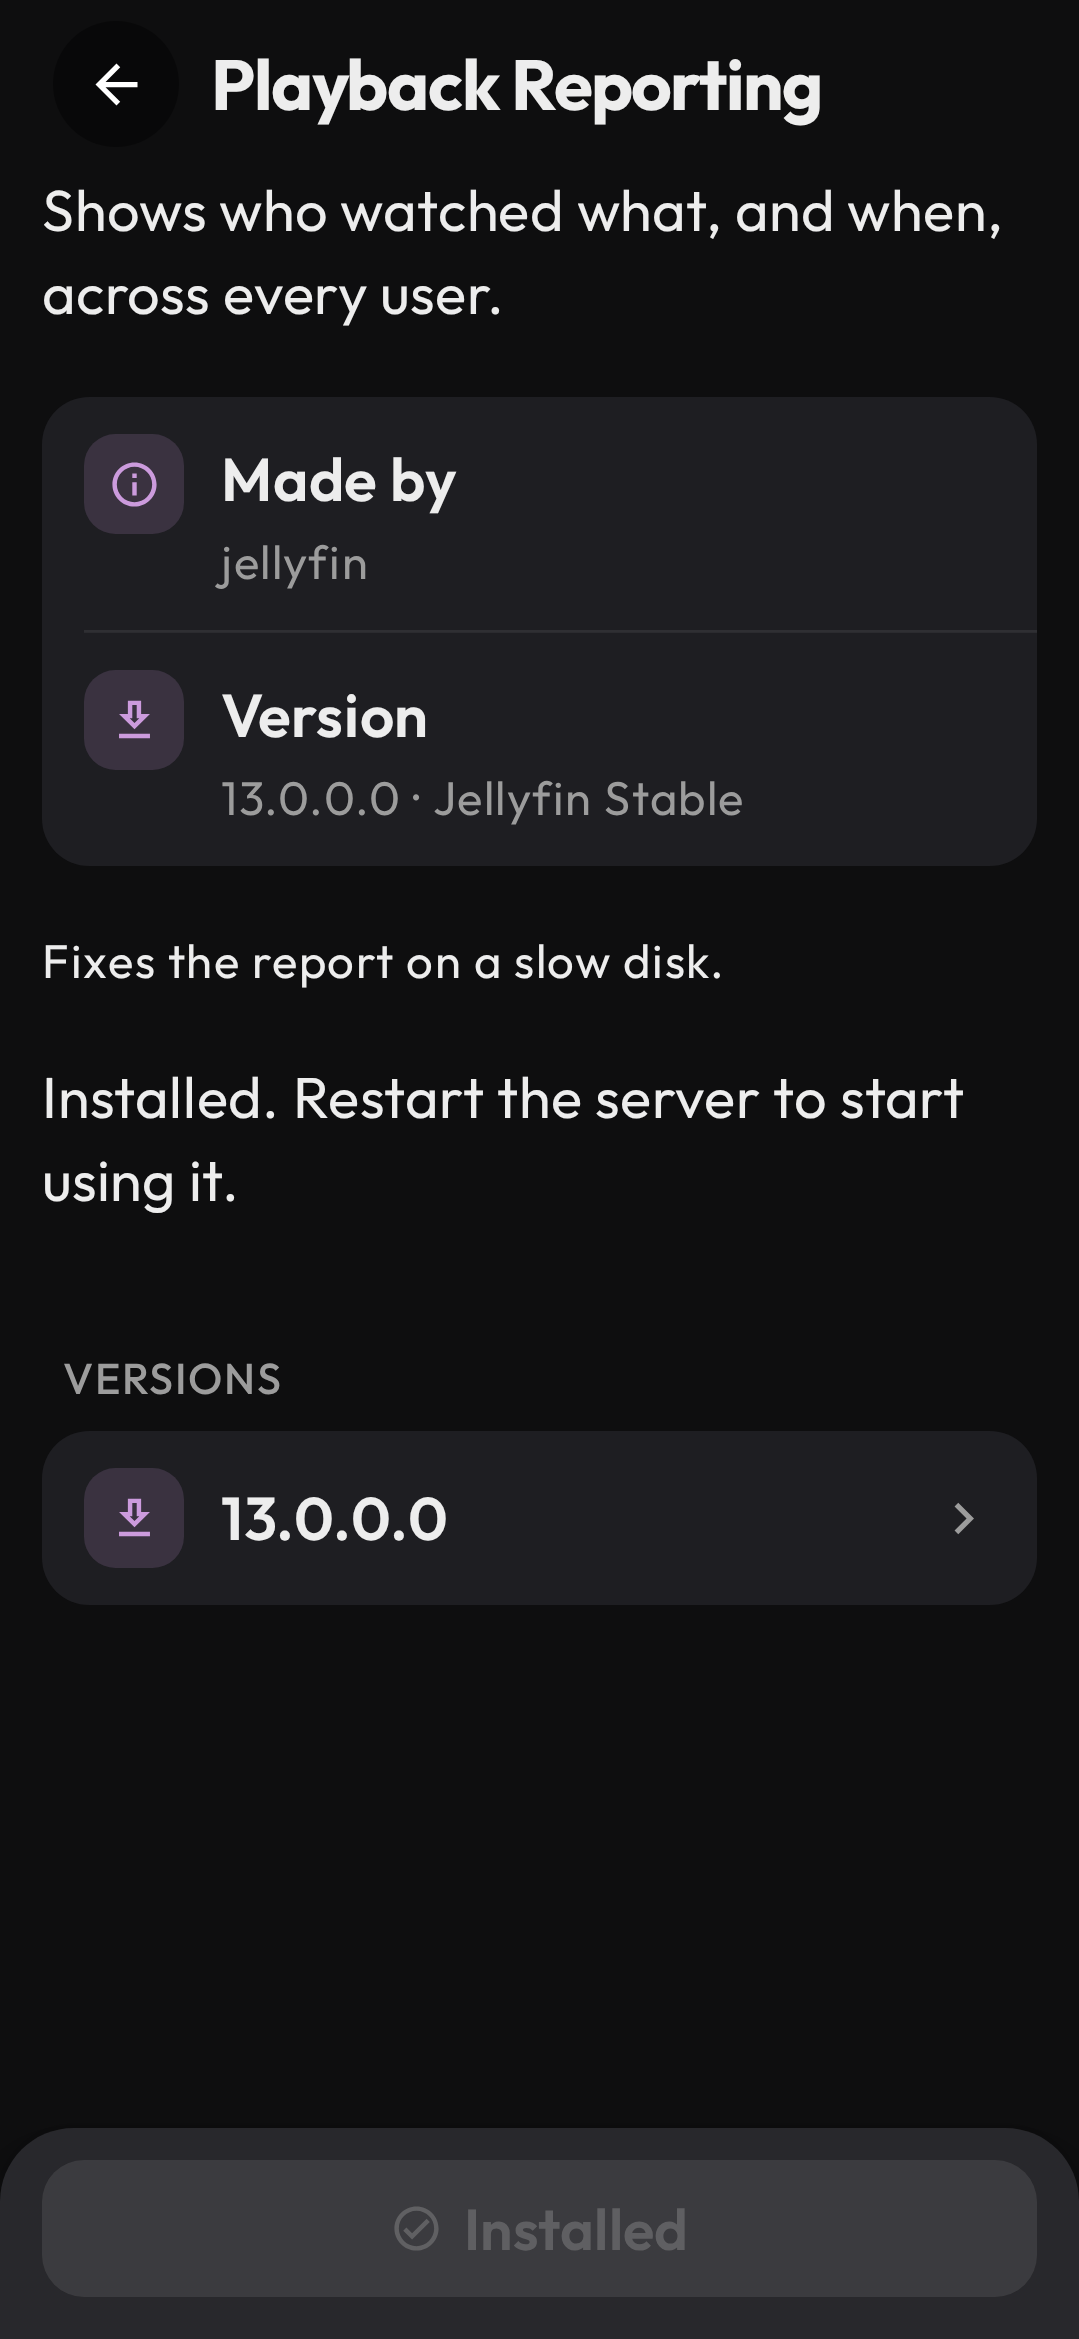 Playback Reporting
Shows who watched what, and when,
across every user.
Made by
jellyfin
Version
13.0.0.0 · Jellyfin Stable
Fixes the report on a slow disk.
Installed. Restart the server to start
using it.
VERSIONS
13.0.0.0
Installed